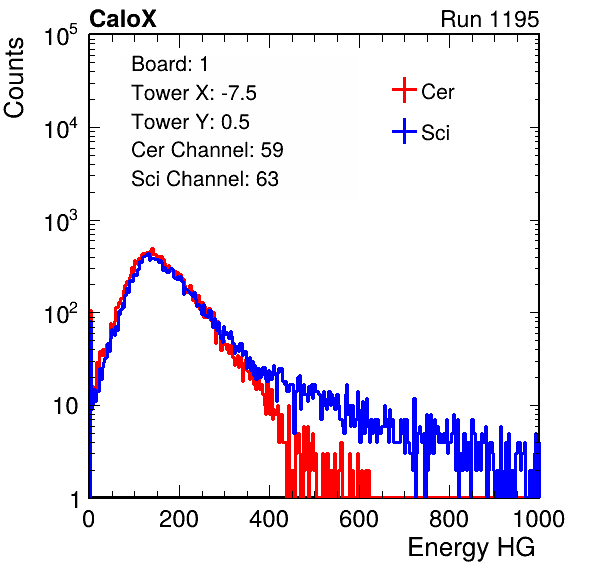 CaloX Run 1195
Counts
Board: 1
Tower X: -7.5
Tower Y: 0.5
Cer Channel: 59
Sci Channel: 63
Cer
Sci
10^5
10^4
10^3
10^2
10
1
0 200 400 600 800 1000
Energy HG